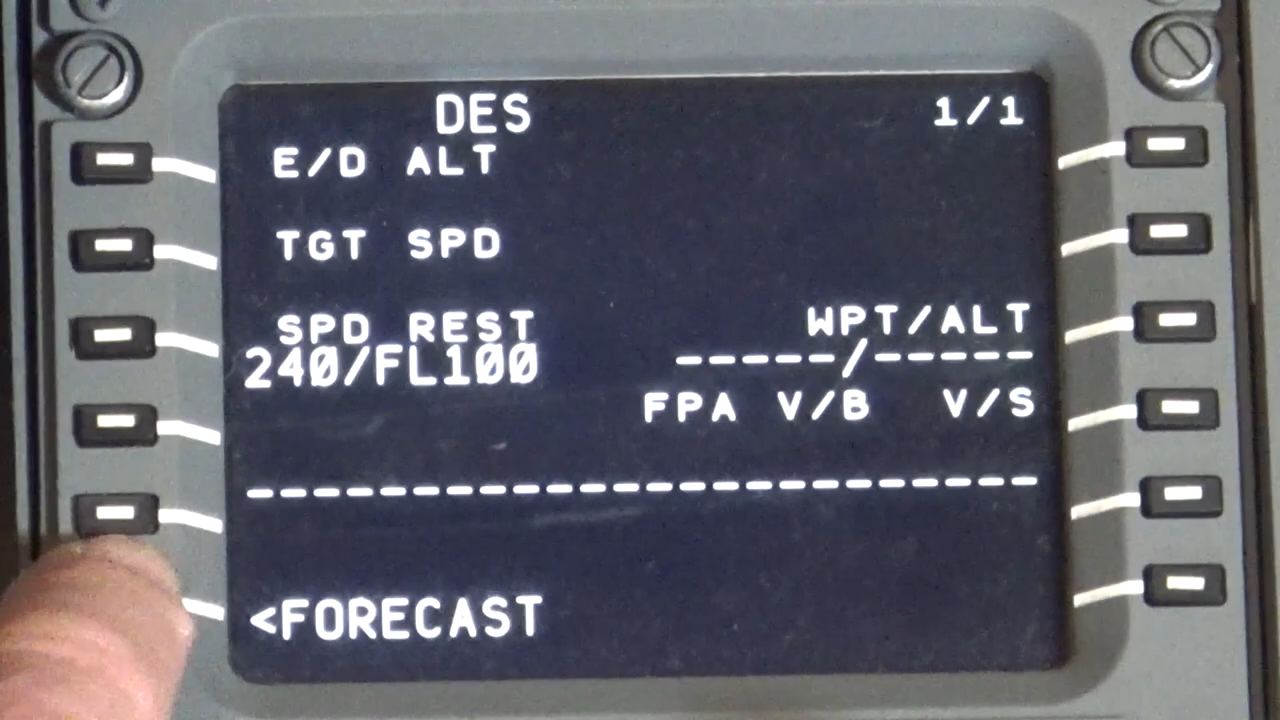 DES 1/1
E/D ALT
TGT SPD
SPD REST WPT/ALT
240/FL100 -----/-----
FPA V/B V/S
------------------------
<FORECAST